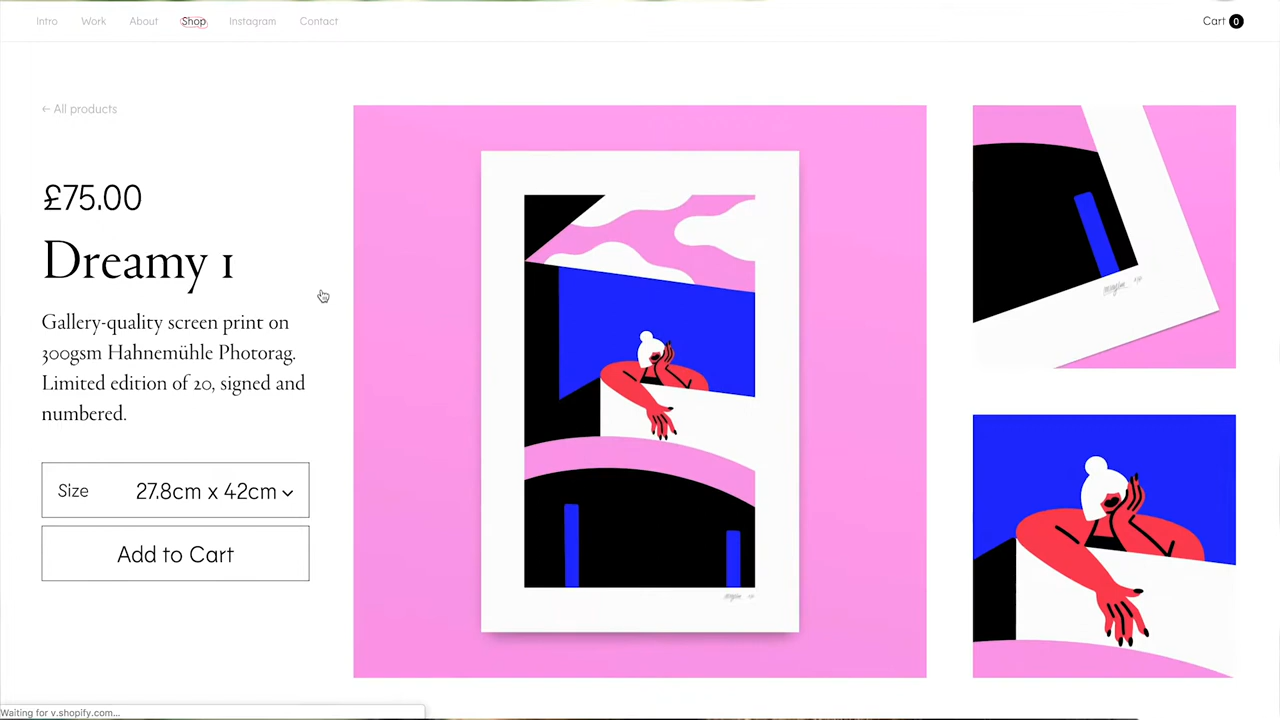 Intro Work About Shop Instagram Contact Cart 0
← All products
£75.00
Dreamy 1
Gallery-quality screen print on
300gsm Hahnemühle Photorag.
Limited edition of 20, signed and
numbered.
Size 27.8cm x 42cm
Add to Cart
Waiting for v.shopify.com...